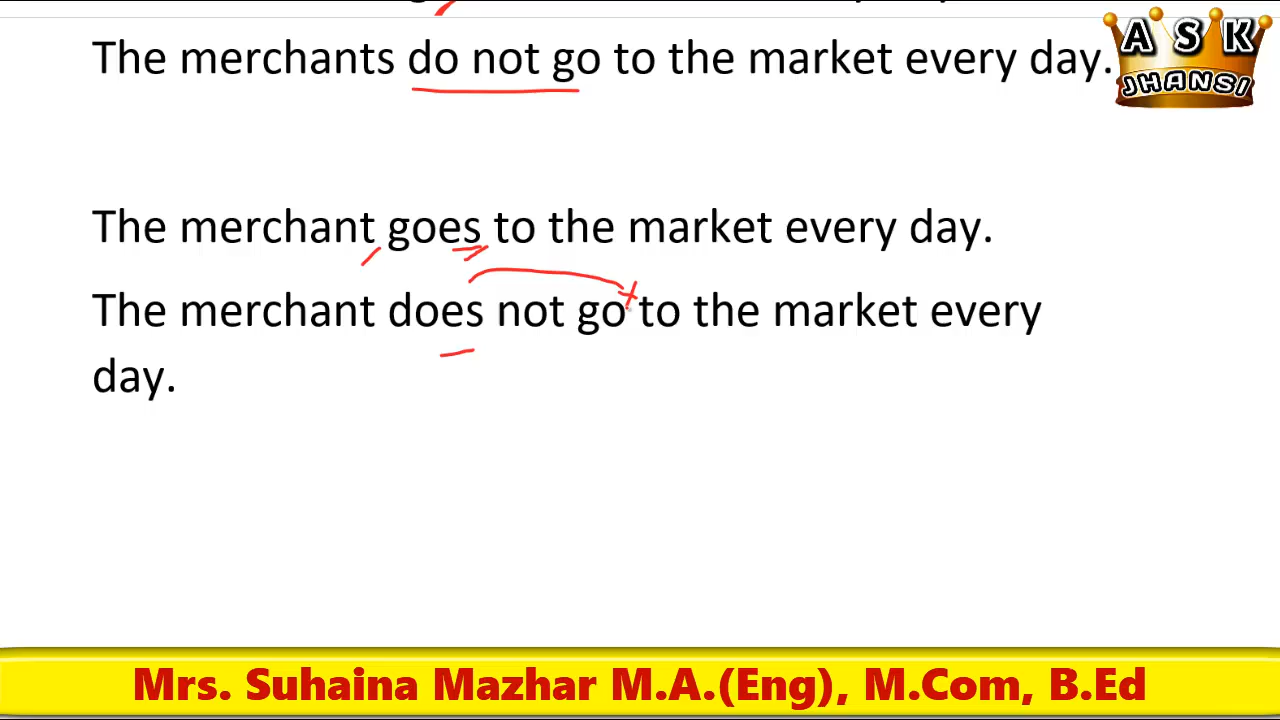 The merchants do not go to the market every day.
ASK
JHANSI
The merchant goes to the market every day.
The merchant does not go to the market every
day.
Mrs. Suhaina Mazhar M.A.(Eng), M.Com, B.Ed